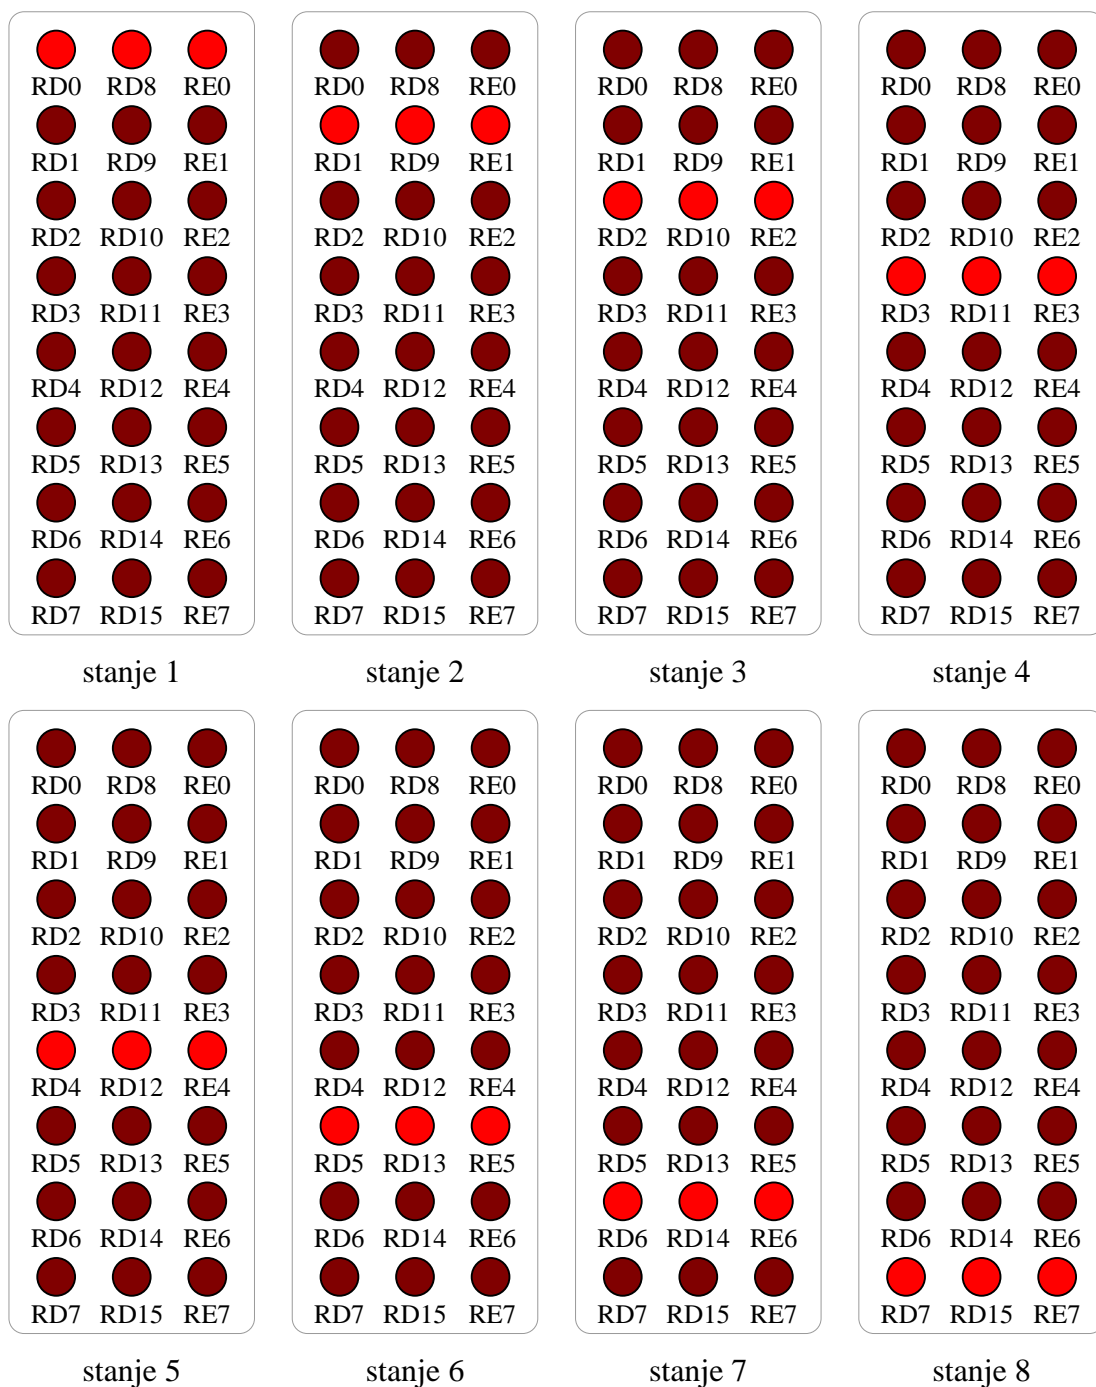 RD0 RD8 RE0 RD0 RD8 RE0 RD0 RD8 RE0 RD0 RD8 RE0
RD1 RD9 RE1 RD1 RD9 RE1 RD1 RD9 RE1 RD1 RD9 RE1
RD2 RD10 RE2 RD2 RD10 RE2 RD2 RD10 RE2 RD2 RD10 RE2
RD3 RD11 RE3 RD3 RD11 RE3 RD3 RD11 RE3 RD3 RD11 RE3
RD4 RD12 RE4 RD4 RD12 RE4 RD4 RD12 RE4 RD4 RD12 RE4
RD5 RD13 RE5 RD5 RD13 RE5 RD5 RD13 RE5 RD5 RD13 RE5
RD6 RD14 RE6 RD6 RD14 RE6 RD6 RD14 RE6 RD6 RD14 RE6
RD7 RD15 RE7 RD7 RD15 RE7 RD7 RD15 RE7 RD7 RD15 RE7
stanje 1 stanje 2 stanje 3 stanje 4
RD0 RD8 RE0 RD0 RD8 RE0 RD0 RD8 RE0 RD0 RD8 RE0
RD1 RD9 RE1 RD1 RD9 RE1 RD1 RD9 RE1 RD1 RD9 RE1
RD2 RD10 RE2 RD2 RD10 RE2 RD2 RD10 RE2 RD2 RD10 RE2
RD3 RD11 RE3 RD3 RD11 RE3 RD3 RD11 RE3 RD3 RD11 RE3
RD4 RD12 RE4 RD4 RD12 RE4 RD4 RD12 RE4 RD4 RD12 RE4
RD5 RD13 RE5 RD5 RD13 RE5 RD5 RD13 RE5 RD5 RD13 RE5
RD6 RD14 RE6 RD6 RD14 RE6 RD6 RD14 RE6 RD6 RD14 RE6
RD7 RD15 RE7 RD7 RD15 RE7 RD7 RD15 RE7 RD7 RD15 RE7
stanje 5 stanje 6 stanje 7 stanje 8